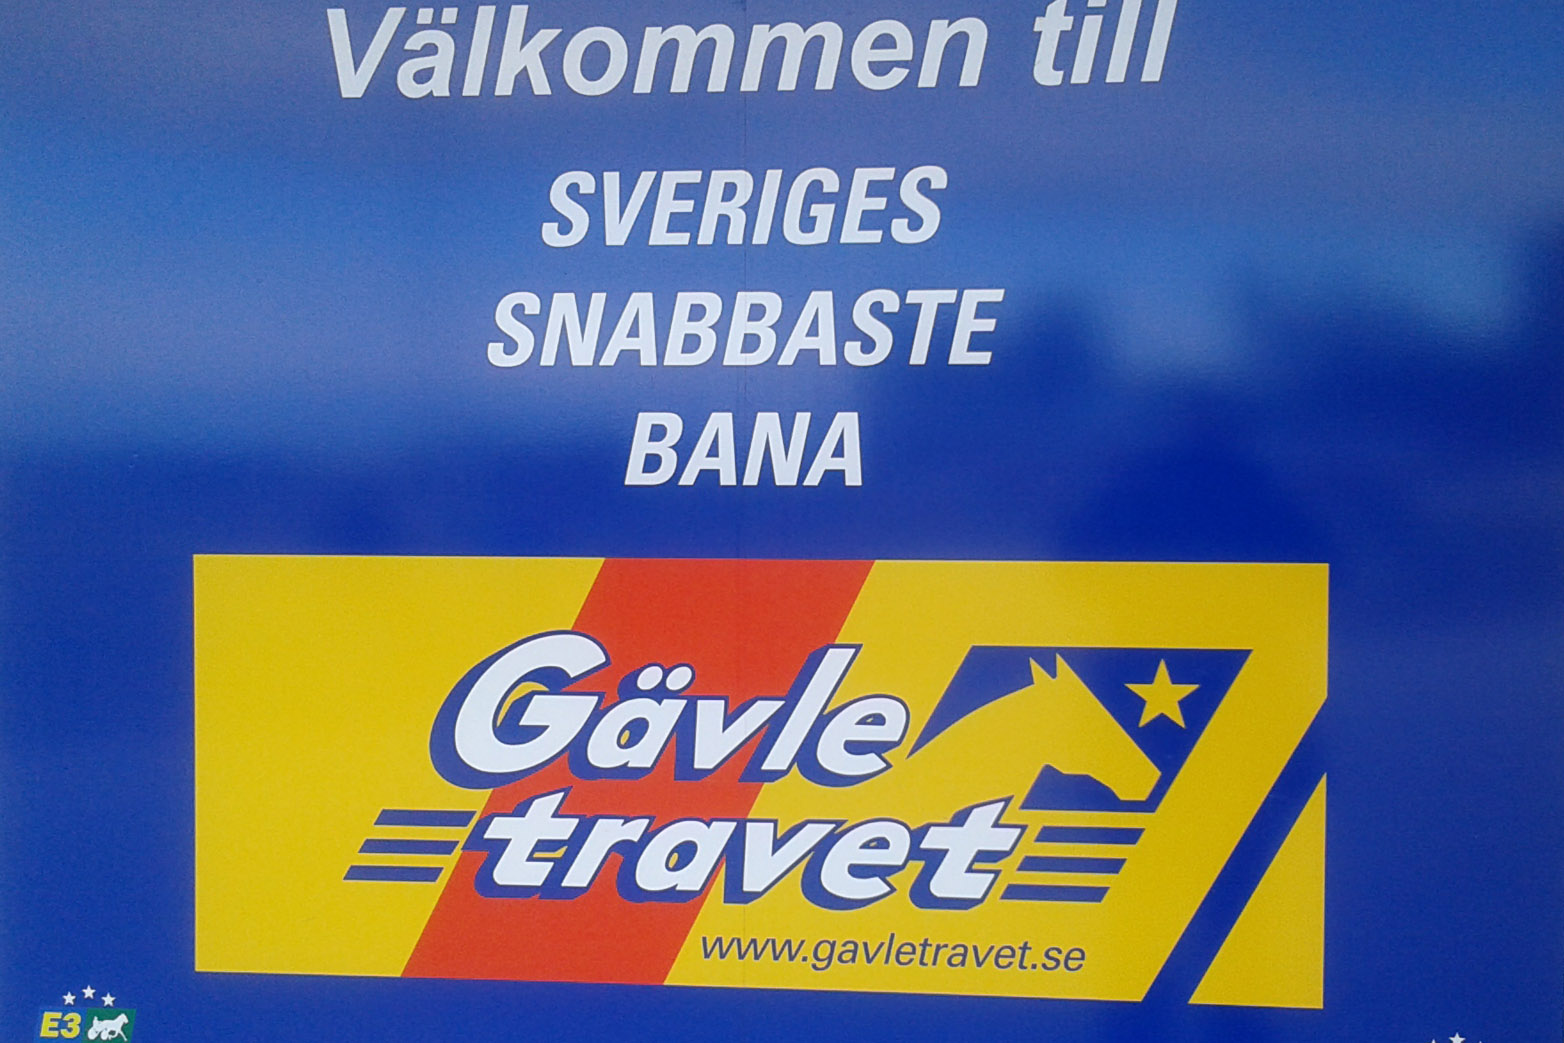 Välkommen till
SVERIGES
SNABBASTE
BANA
Gävle
travet
www.gavletravet.se
E3